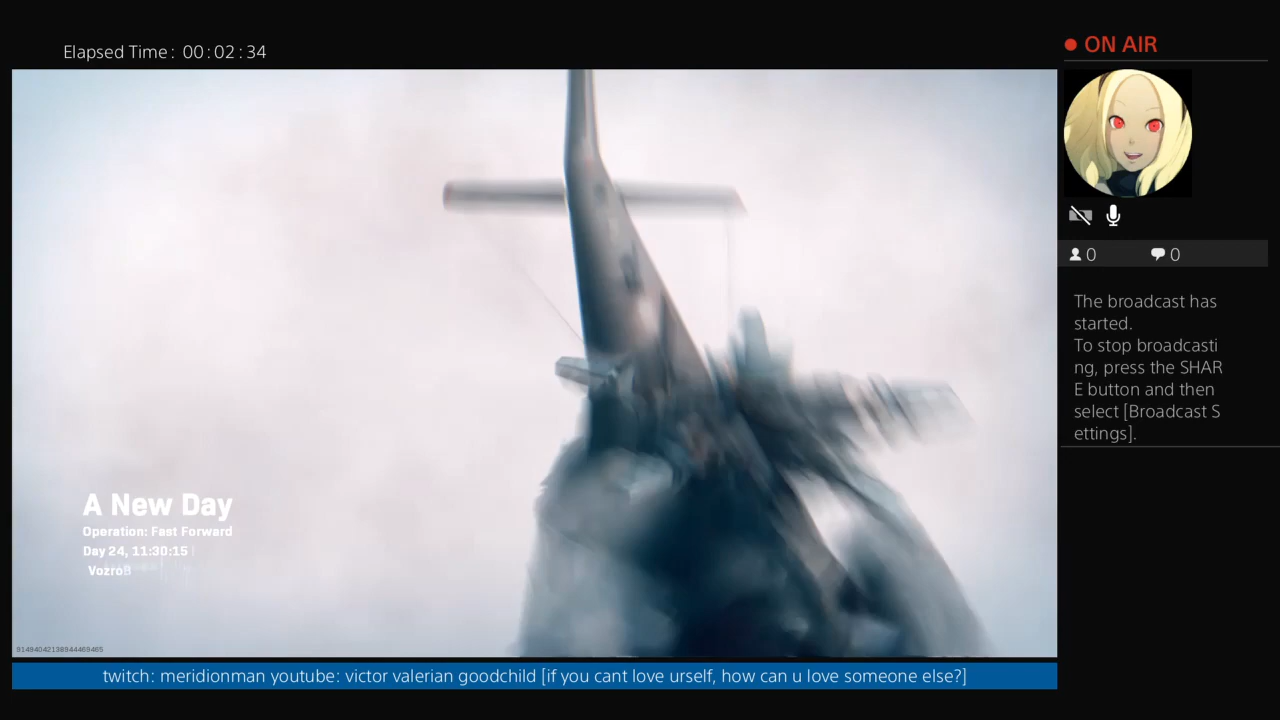 Elapsed Time: 00:02:34
ON AIR
0 0
The broadcast has
started.
To stop broadcasti
ng, press the SHAR
E button and then
select [Broadcast S
ettings].
A New Day
Operation: Fast Forward
Day 24, 11:30:15
VozroB
91494042138944469465
twitch: meridionman youtube: victor valerian goodchild [if you cant love urself, how can u love someone else?]